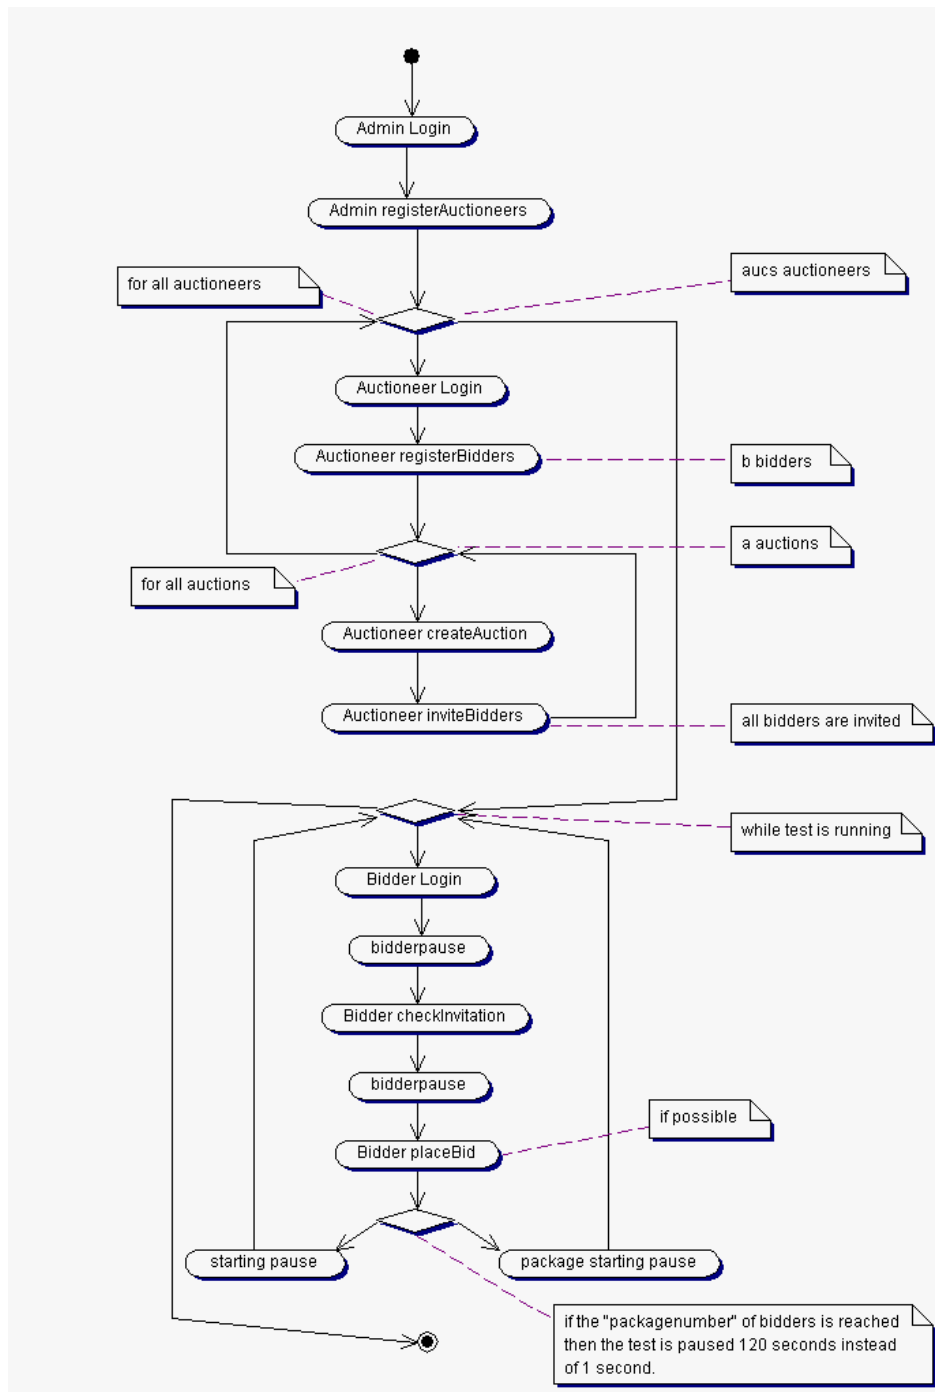 Admin Login
Admin registerAuctioneers
for all auctioneers
aucs auctioneers
Auctioneer Login
Auctioneer registerBidders
b bidders
a auctions
for all auctions
Auctioneer createAuction
Auctioneer inviteBidders
all bidders are invited
while test is running
Bidder Login
bidderpause
Bidder checkInvitation
bidderpause
if possible
Bidder placeBid
starting pause
package starting pause
if the "packagenumber" of bidders is reached
then the test is paused 120 seconds instead
of 1 second.